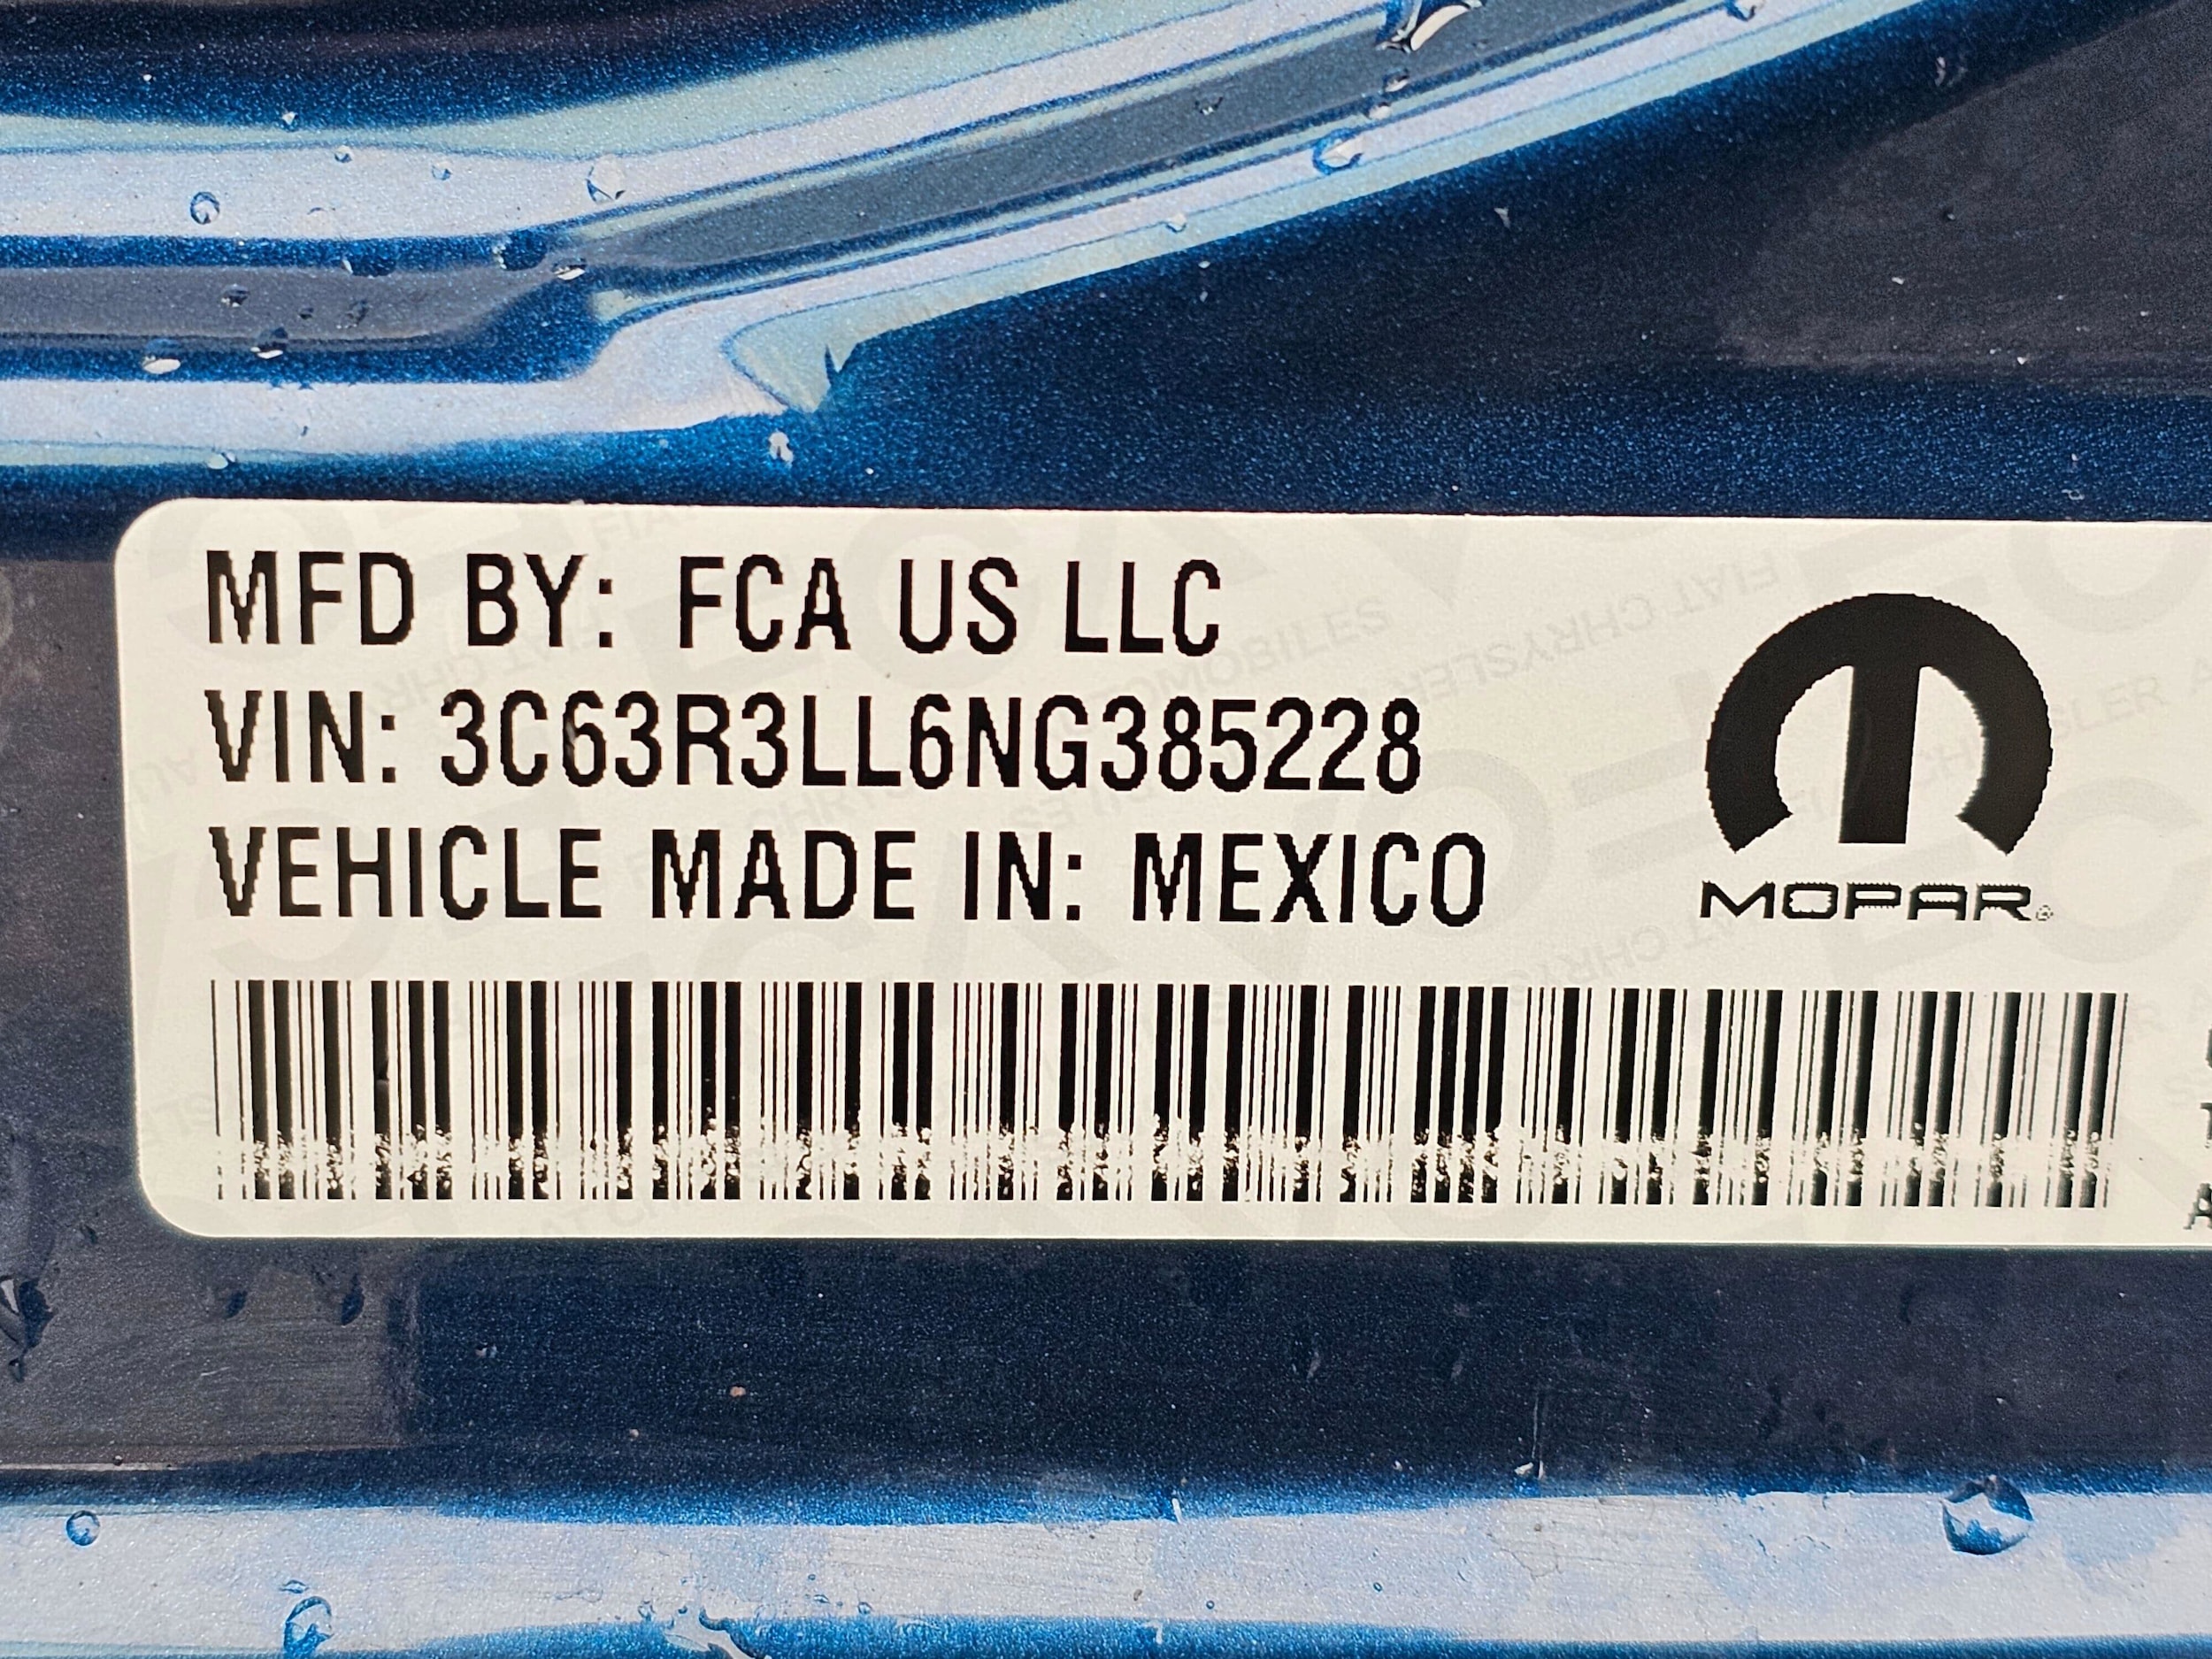 MFD BY: FCA US LLC
VIN: 3C63R3LL6NG385228
VEHICLE MADE IN: MEXICO
MOPAR®